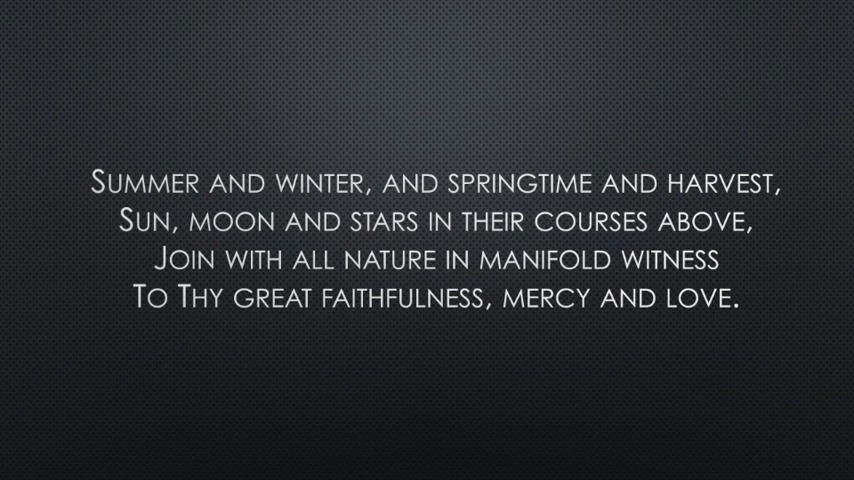 Summer and winter, and springtime and harvest,
Sun, moon and stars in their courses above,
Join with all nature in manifold witness
To Thy great faithfulness, mercy and love.